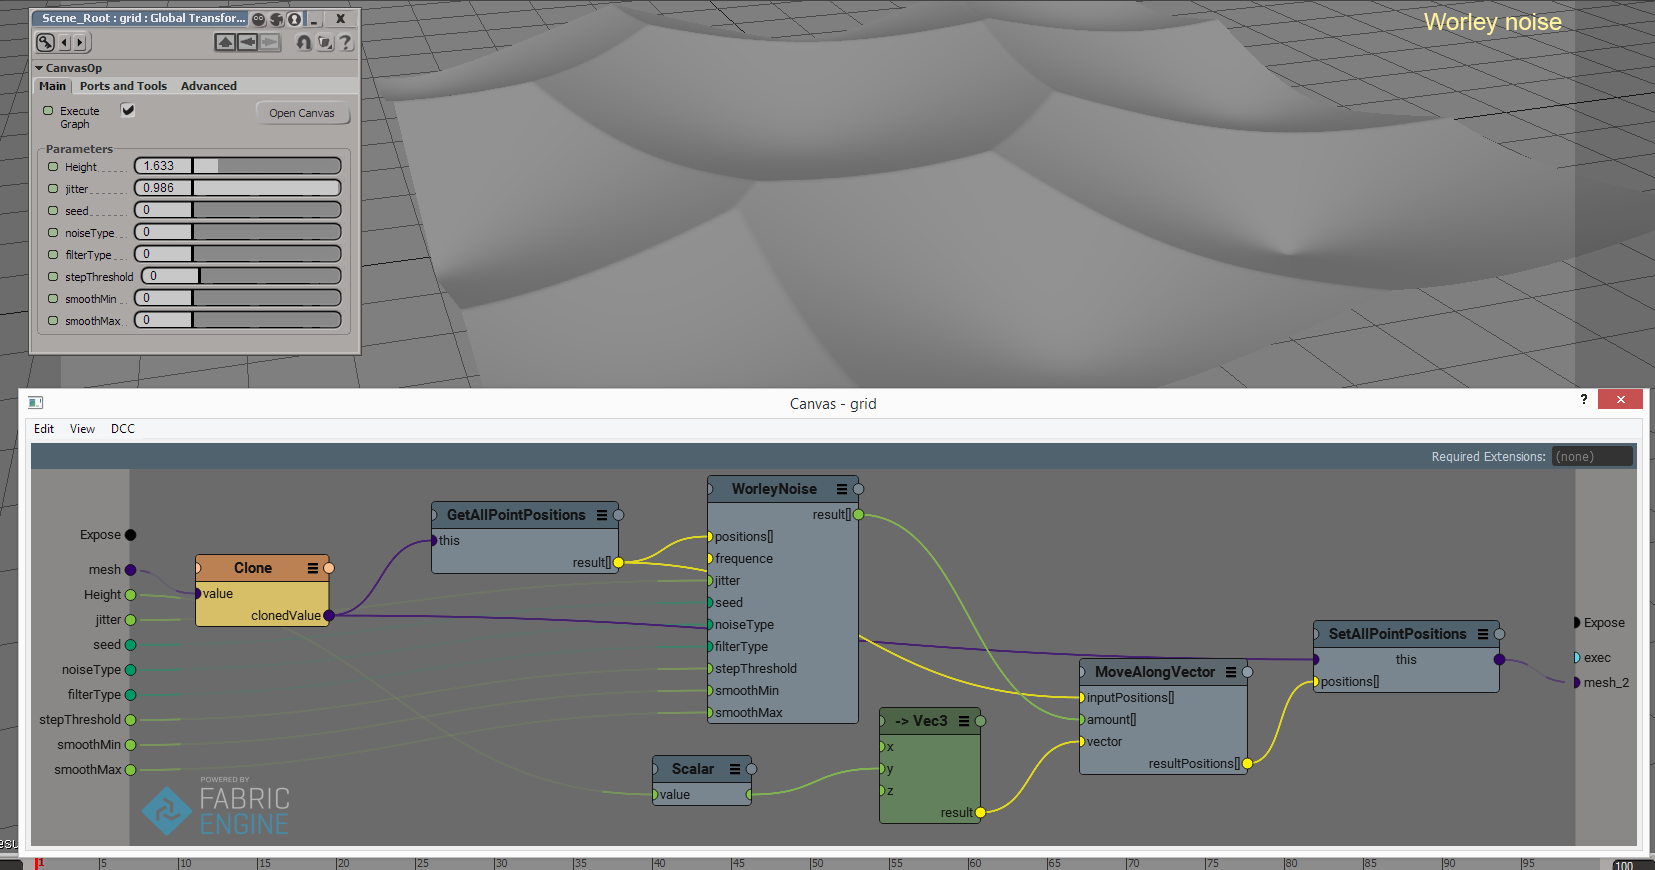 Scene_Root : grid : Global Transfor...
X
?
Worley noise
CanvasOp
Main
Ports and Tools
Advanced
Execute
Graph
Open Canvas
Parameters
Height
1.633
jitter
0.986
seed
0
noiseType
0
filterType
0
stepThreshold
0
smoothMin
0
smoothMax
0
Canvas - grid
?
Edit
View
DCC
Required Extensions:
(none)
Expose
mesh
Height
jitter
seed
noiseType
filterType
stepThreshold
smoothMin
smoothMax
Clone
value
clonedValue
GetAllPointPositions
this
result[]
WorleyNoise
result[]
positions[]
frequence
jitter
seed
noiseType
filterType
stepThreshold
smoothMin
smoothMax
Scalar
value
-> Vec3
x
y
z
result
MoveAlongVector
inputPositions[]
amount[]
vector
resultPositions[]
SetAllPointPositions
this
positions[]
Expose
exec
mesh_2
POWERED BY
FABRIC
ENGINE
1
5
10
15
20
25
30
35
40
45
50
55
60
65
70
75
80
85
90
95
100